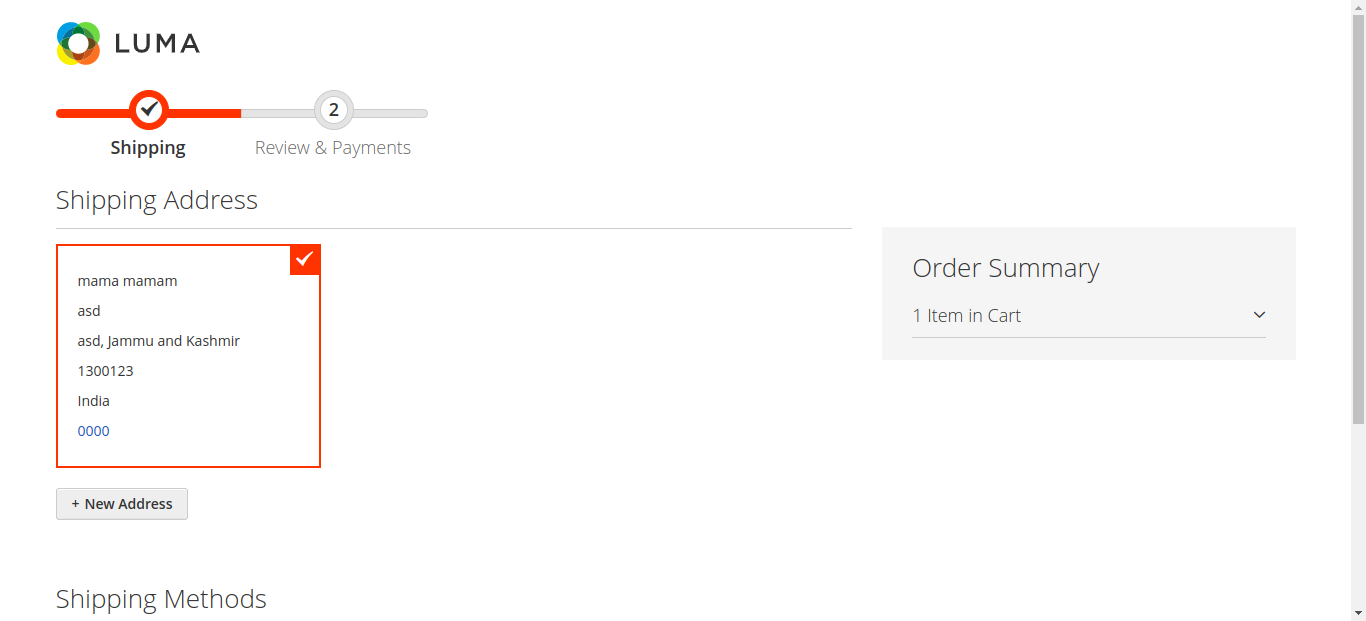 LUMA
2
Shipping
Review & Payments
Shipping Address
mama mamam
asd
asd, Jammu and Kashmir
1300123
India
0000
+ New Address
Order Summary
1 Item in Cart
Shipping Methods